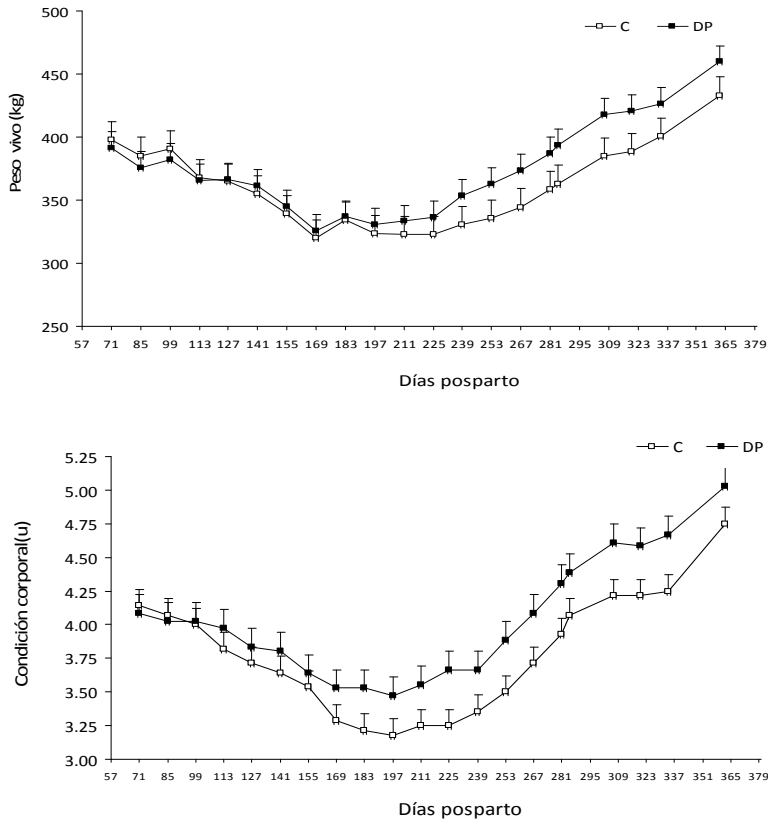 500
C DP
450
400
350
300
250
Peso vivo (kg)
57 71 85 99 113 127 141 155 169 183 197 211 225 239 253 267 281 295 309 323 337 351 365 379
Días posparto
C DP
5.25
5.00
4.75
4.50
4.25
4.00
3.75
3.50
3.25
3.00
Condición corporal(u)
57 71 85 99 113 127 141 155 169 183 197 211 225 239 253 267 281 295 309 323 337 351 365 379
Días posparto